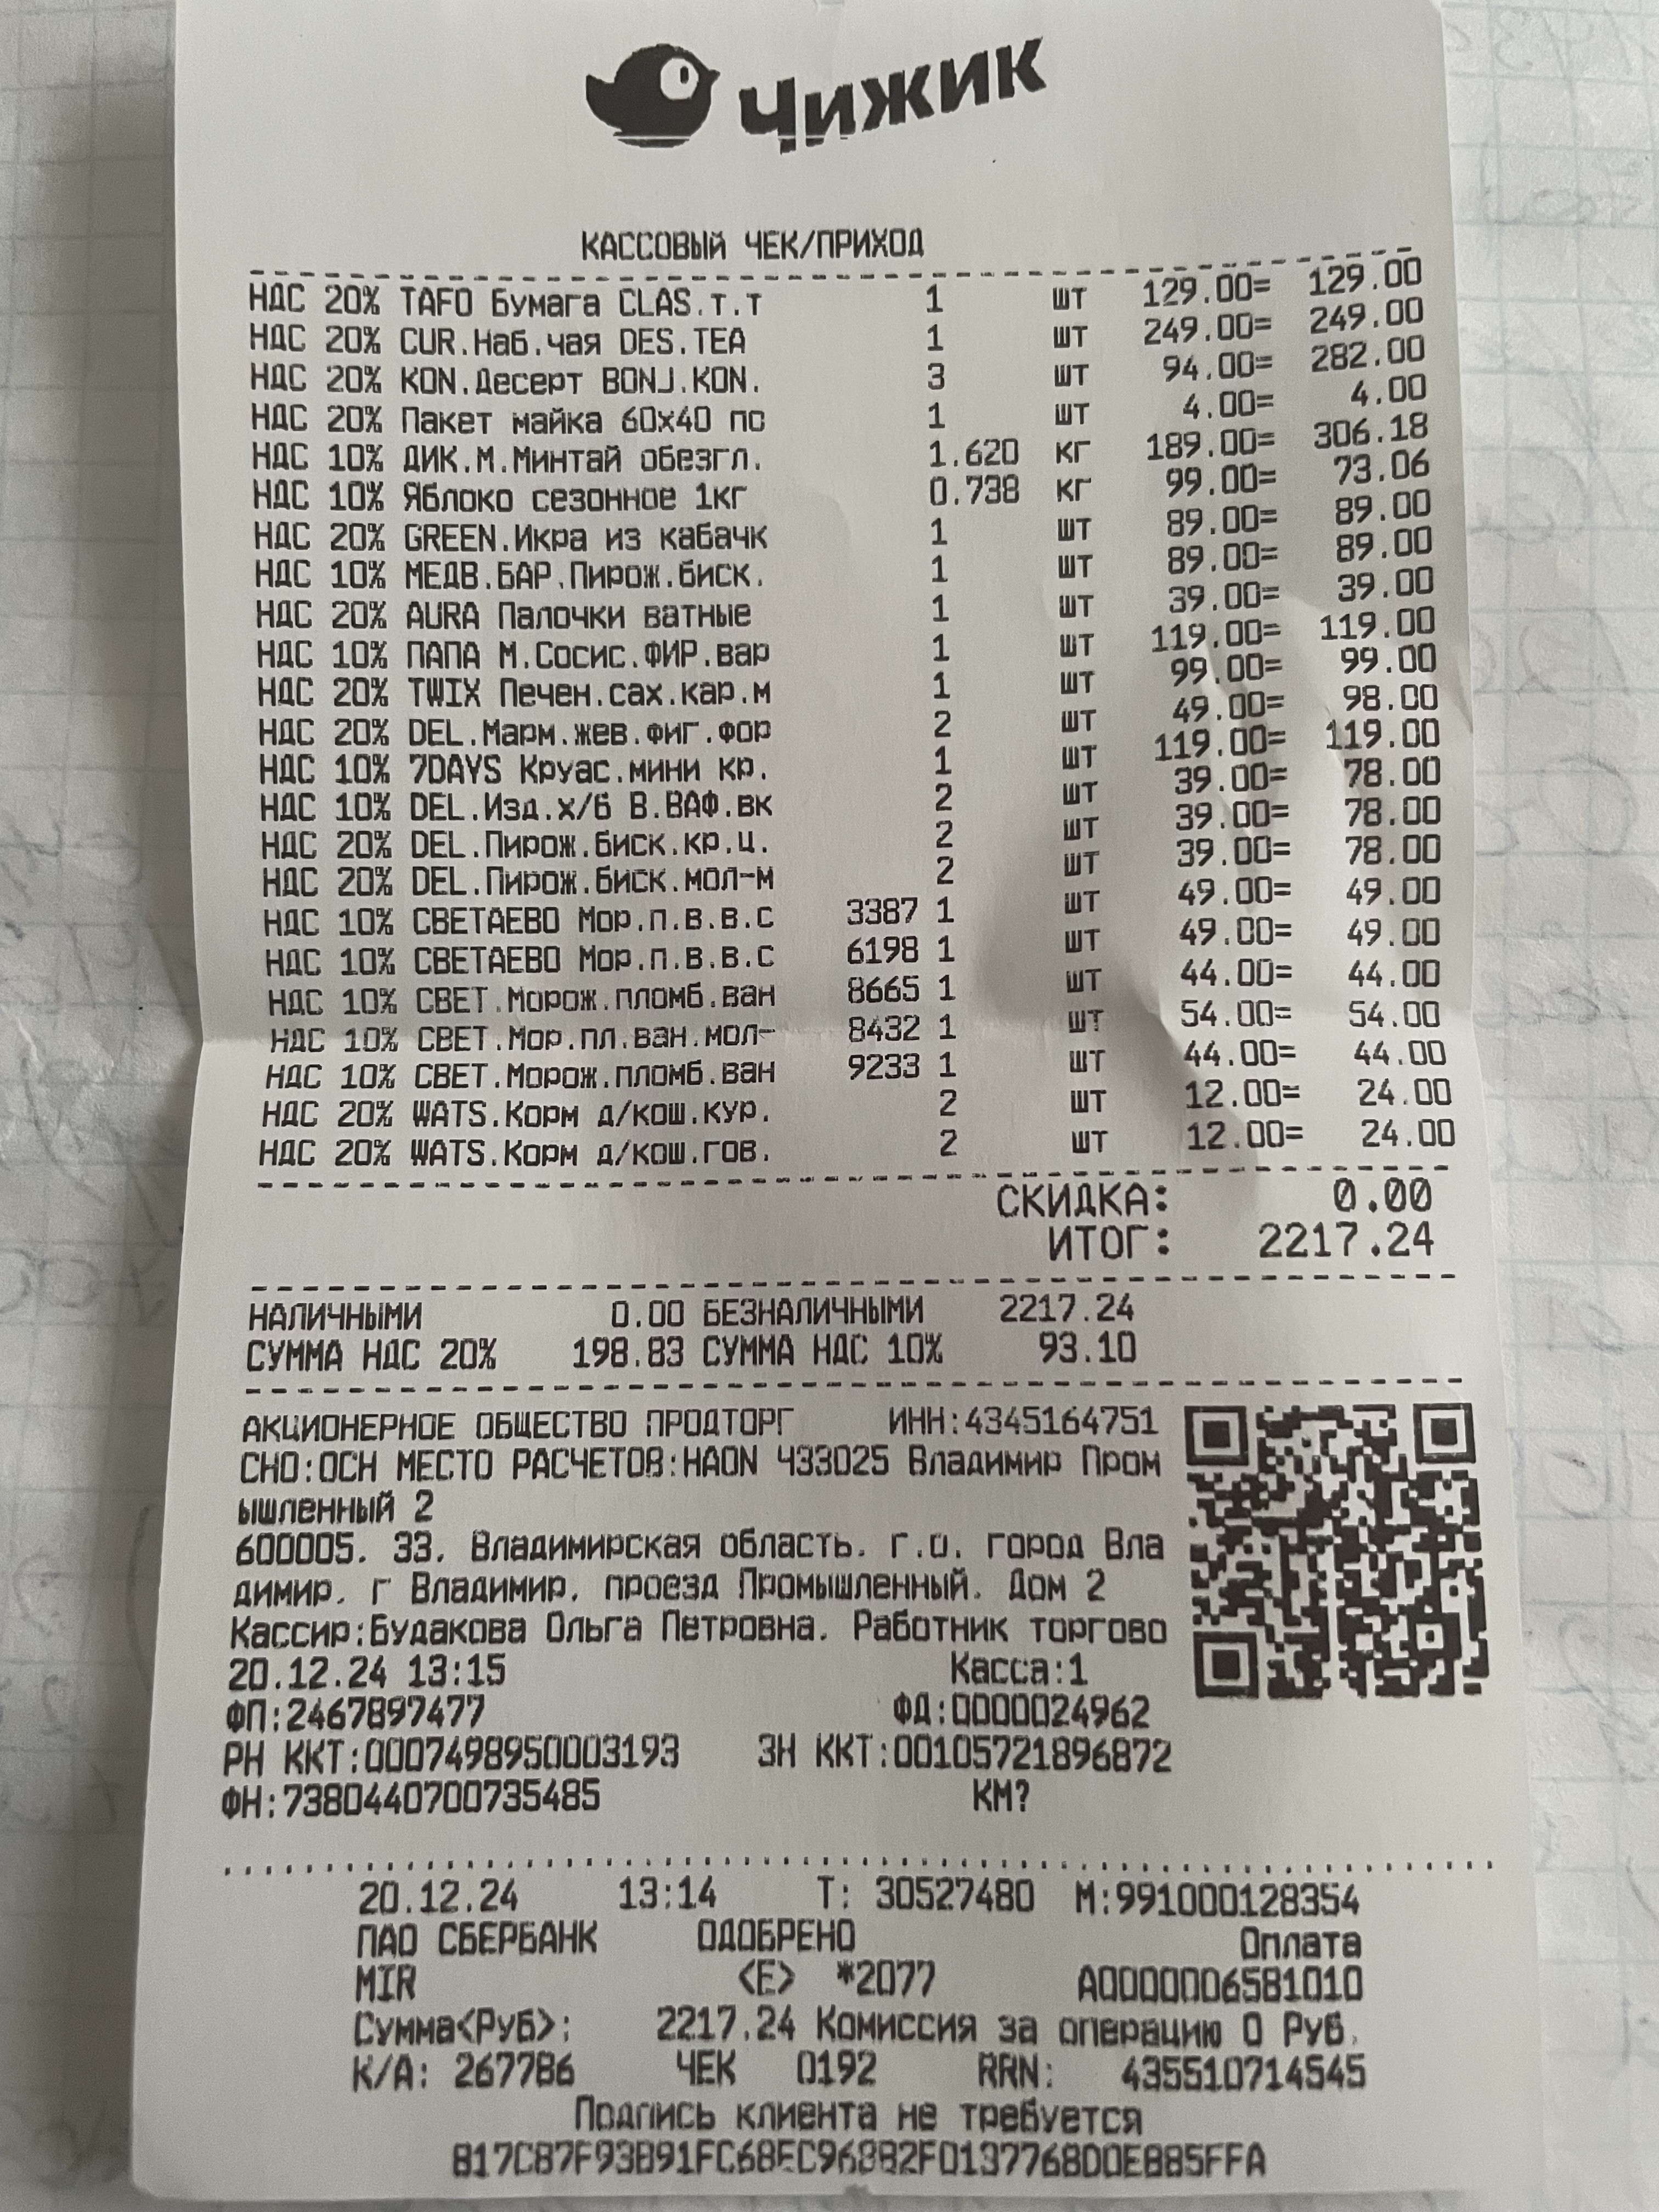 Чижик
КАССОВЫЙ ЧЕК/ПРИХОД
НДС 20% TAFO Бумага CLAS.т.т 1 шт 129.00= 129.00
НДС 20% CUR.Наб.чая DES.TEA 1 шт 249.00= 249.00
НДС 20% KON.Десерт BONJ.KON. 3 шт 94.00= 282.00
НДС 20% Пакет майка 60x40 по 1 шт 4.00= 4.00
НДС 10% ДИК.М.Минтай обезгл. 1.620 кг 189.00= 306.18
НДС 10% Яблоко сезонное 1кг 0.738 кг 99.00= 73.06
НДС 20% GREEN.Икра из кабачк 1 шт 89.00= 89.00
НДС 10% МЕДВ.БАР.Пирож.биск. 1 шт 89.00= 89.00
НДС 20% AURA Палочки ватные 1 шт 39.00= 39.00
НДС 10% ПАПА М.Сосис.ФИР.вар 1 шт 119.00= 119.00
НДС 20% TWIX Печен.сах.кар.м 1 шт 99.00= 99.00
НДС 20% DEL.Марм.жев.фиг.фор 2 шт 49.00= 98.00
НДС 10% 7DAYS Круас.мини кр. 1 шт 119.00= 119.00
НДС 10% DEL.Изд.х/б В.ВАФ.вк 2 шт 39.00= 78.00
НДС 20% DEL.Пирож.биск.кр.ц. 2 шт 39.00= 78.00
НДС 20% DEL.Пирож.биск.мол-м 2 шт 39.00= 78.00
НДС 10% СВЕТАЕВО Мор.п.в.в.с 3387 1 шт 49.00= 49.00
НДС 10% СВЕТАЕВО Мор.п.в.в.с 6198 1 шт 49.00= 49.00
НДС 10% СВЕТ.Морож.пломб.ван 8665 1 шт 44.00= 44.00
НДС 10% СВЕТ.Мор.пл.ван.мол- 8432 1 шт 54.00= 54.00
НДС 10% СВЕТ.Морож.пломб.ван 9233 1 шт 44.00= 44.00
НДС 20% WATS.Корм д/кош.кур. 2 шт 12.00= 24.00
НДС 20% WATS.Корм д/кош.гов. 2 шт 12.00= 24.00
СКИДКА: 0.00
ИТОГ: 2217.24
НАЛИЧНЫМИ 0.00 БЕЗНАЛИЧНЫМИ 2217.24
СУММА НДС 20% 198.83 СУММА НДС 10% 93.10
АКЦИОНЕРНОЕ ОБЩЕСТВО ПРОДТОРГ ИНН:4345164751
СНО:ОСН МЕСТО РАСЧЕТОВ:HAON Ч33025 Владимир Пром
ышленный 2
600005, 33, Владимирская область, г.о. город Вла
димир, г Владимир, проезд Промышленный, Дом 2
Кассир:Будакова Ольга Петровна, Работник торгово
20.12.24 13:15 Касса:1
ФП:2467897477 ФД:0000024962
РН ККТ:0007498950003193 ЗН ККТ:00105721896872
ФН:7380440700735485 КМ?
20.12.24 13:14 Т: 30527480 М:991000128354
ПАО СБЕРБАНК ОДОБРЕНО Оплата
MIR <E> *2077 A0000006581010
Сумма<Руб>: 2217.24 Комиссия за операцию 0 Руб.
К/А: 267786 ЧЕК 0192 RRN: 435510714545
Подпись клиента не требуется